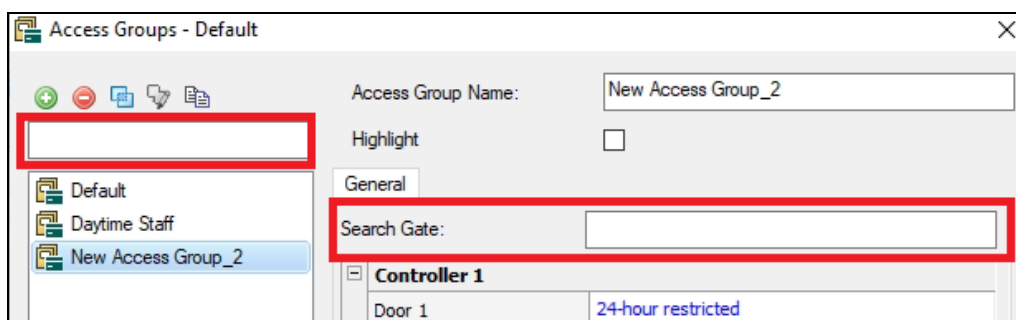 Access Groups - Default
Access Group Name: New Access Group_2
Highlight
Default
Daytime Staff
New Access Group_2
General
Search Gate:
Controller 1
Door 1 24-hour restricted